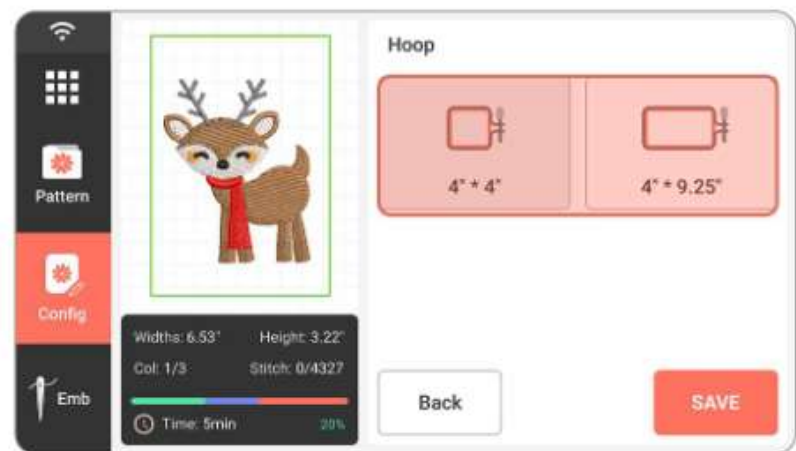 Hoop
Pattern
4" * 4"
4" * 9.25"
Config
Widths: 6.53" Height: 3.22"
Col: 1/3 Stitch: 0/4327
Time: 5min 20%
Emb
Back
SAVE